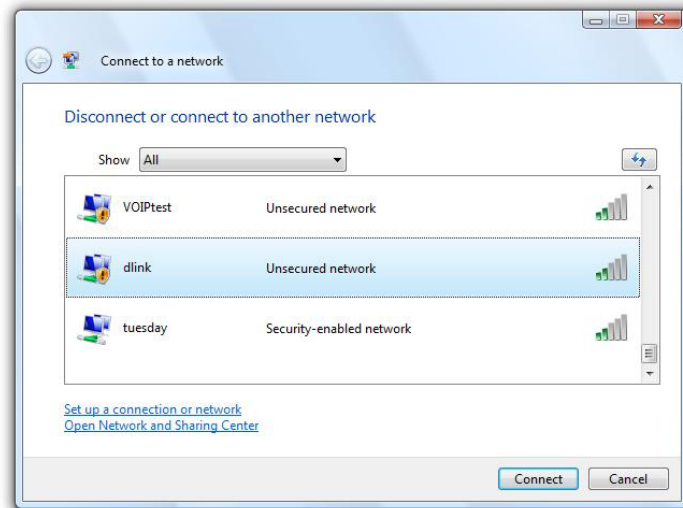 Connect to a network
Disconnect or connect to another network
Show All
VOIPtest Unsecured network
dlink Unsecured network
tuesday Security-enabled network
Set up a connection or network
Open Network and Sharing Center
Connect Cancel